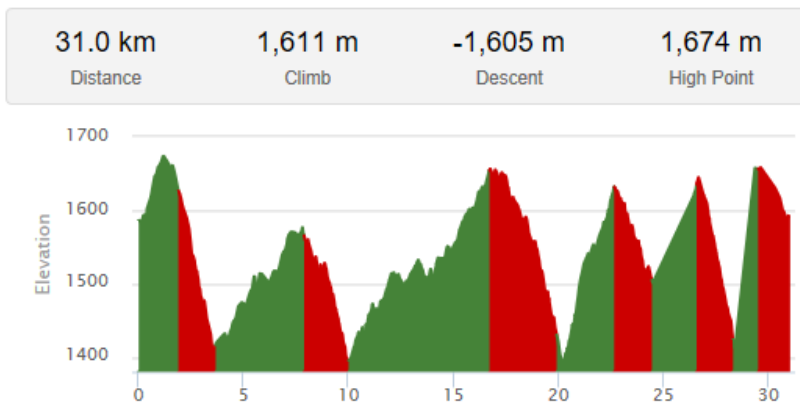 31.0 km 1,611 m -1,605 m 1,674 m
Distance Climb Descent High Point
1700
1600
1500
1400
Elevation
0 5 10 15 20 25 30